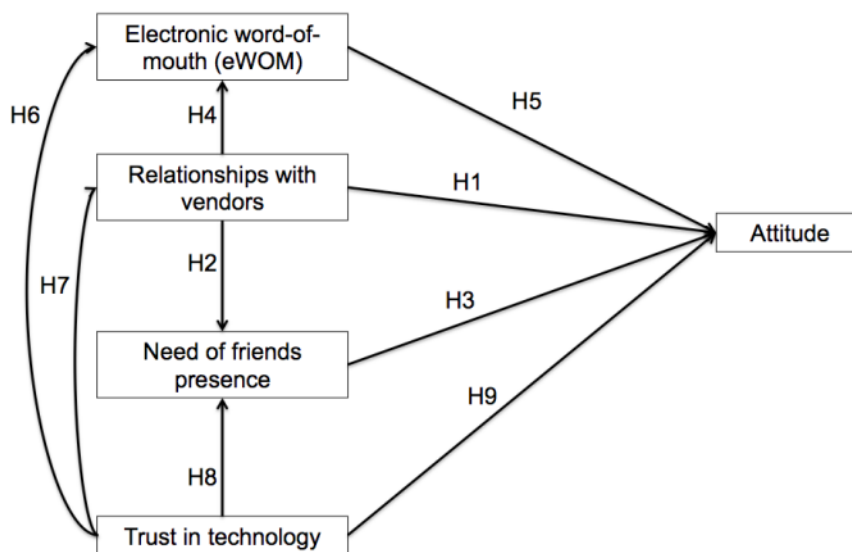 Electronic word-of-
mouth (eWOM)
H5
H6
H4
Relationships with
vendors
H1
Attitude
H2
H7
H3
Need of friends
presence
H9
H8
Trust in technology